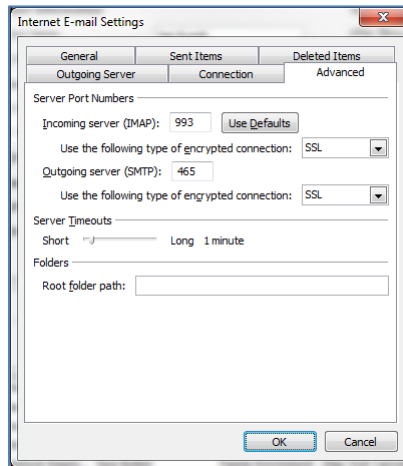 Internet E-mail Settings
General Sent Items Deleted Items
Outgoing Server Connection Advanced
Server Port Numbers
Incoming server (IMAP): 993 Use Defaults
Use the following type of encrypted connection: SSL
Outgoing server (SMTP): 465
Use the following type of encrypted connection: SSL
Server Timeouts
Short Long 1 minute
Folders
Root folder path:
OK Cancel